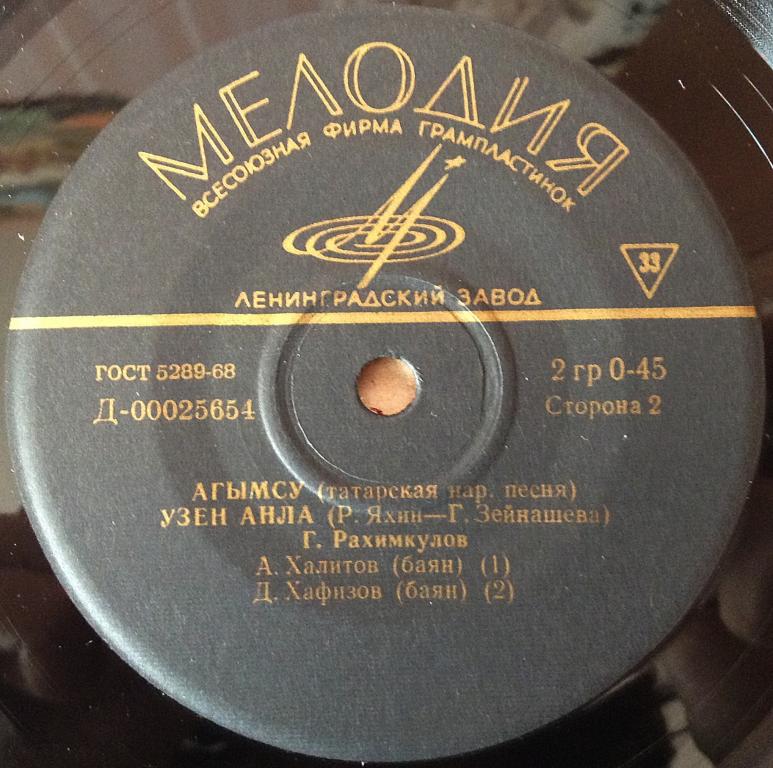 МЕЛОДИЯ
ВСЕСОЮЗНАЯ ФИРМА ГРАМПЛАСТИНОК
ЛЕНИНГРАДСКИЙ ЗАВОД
33
ГОСТ 5289-68
2 гр 0-45
Д-00025654
Сторона 2
АГЫМСУ (татарская нар. песня)
УЗЕН АНЛА (Р. Яхин—Г. Зейнашева)
Г. Рахимкулов
А. Халитов (баян) (1)
Д. Хафизов (баян) (2)